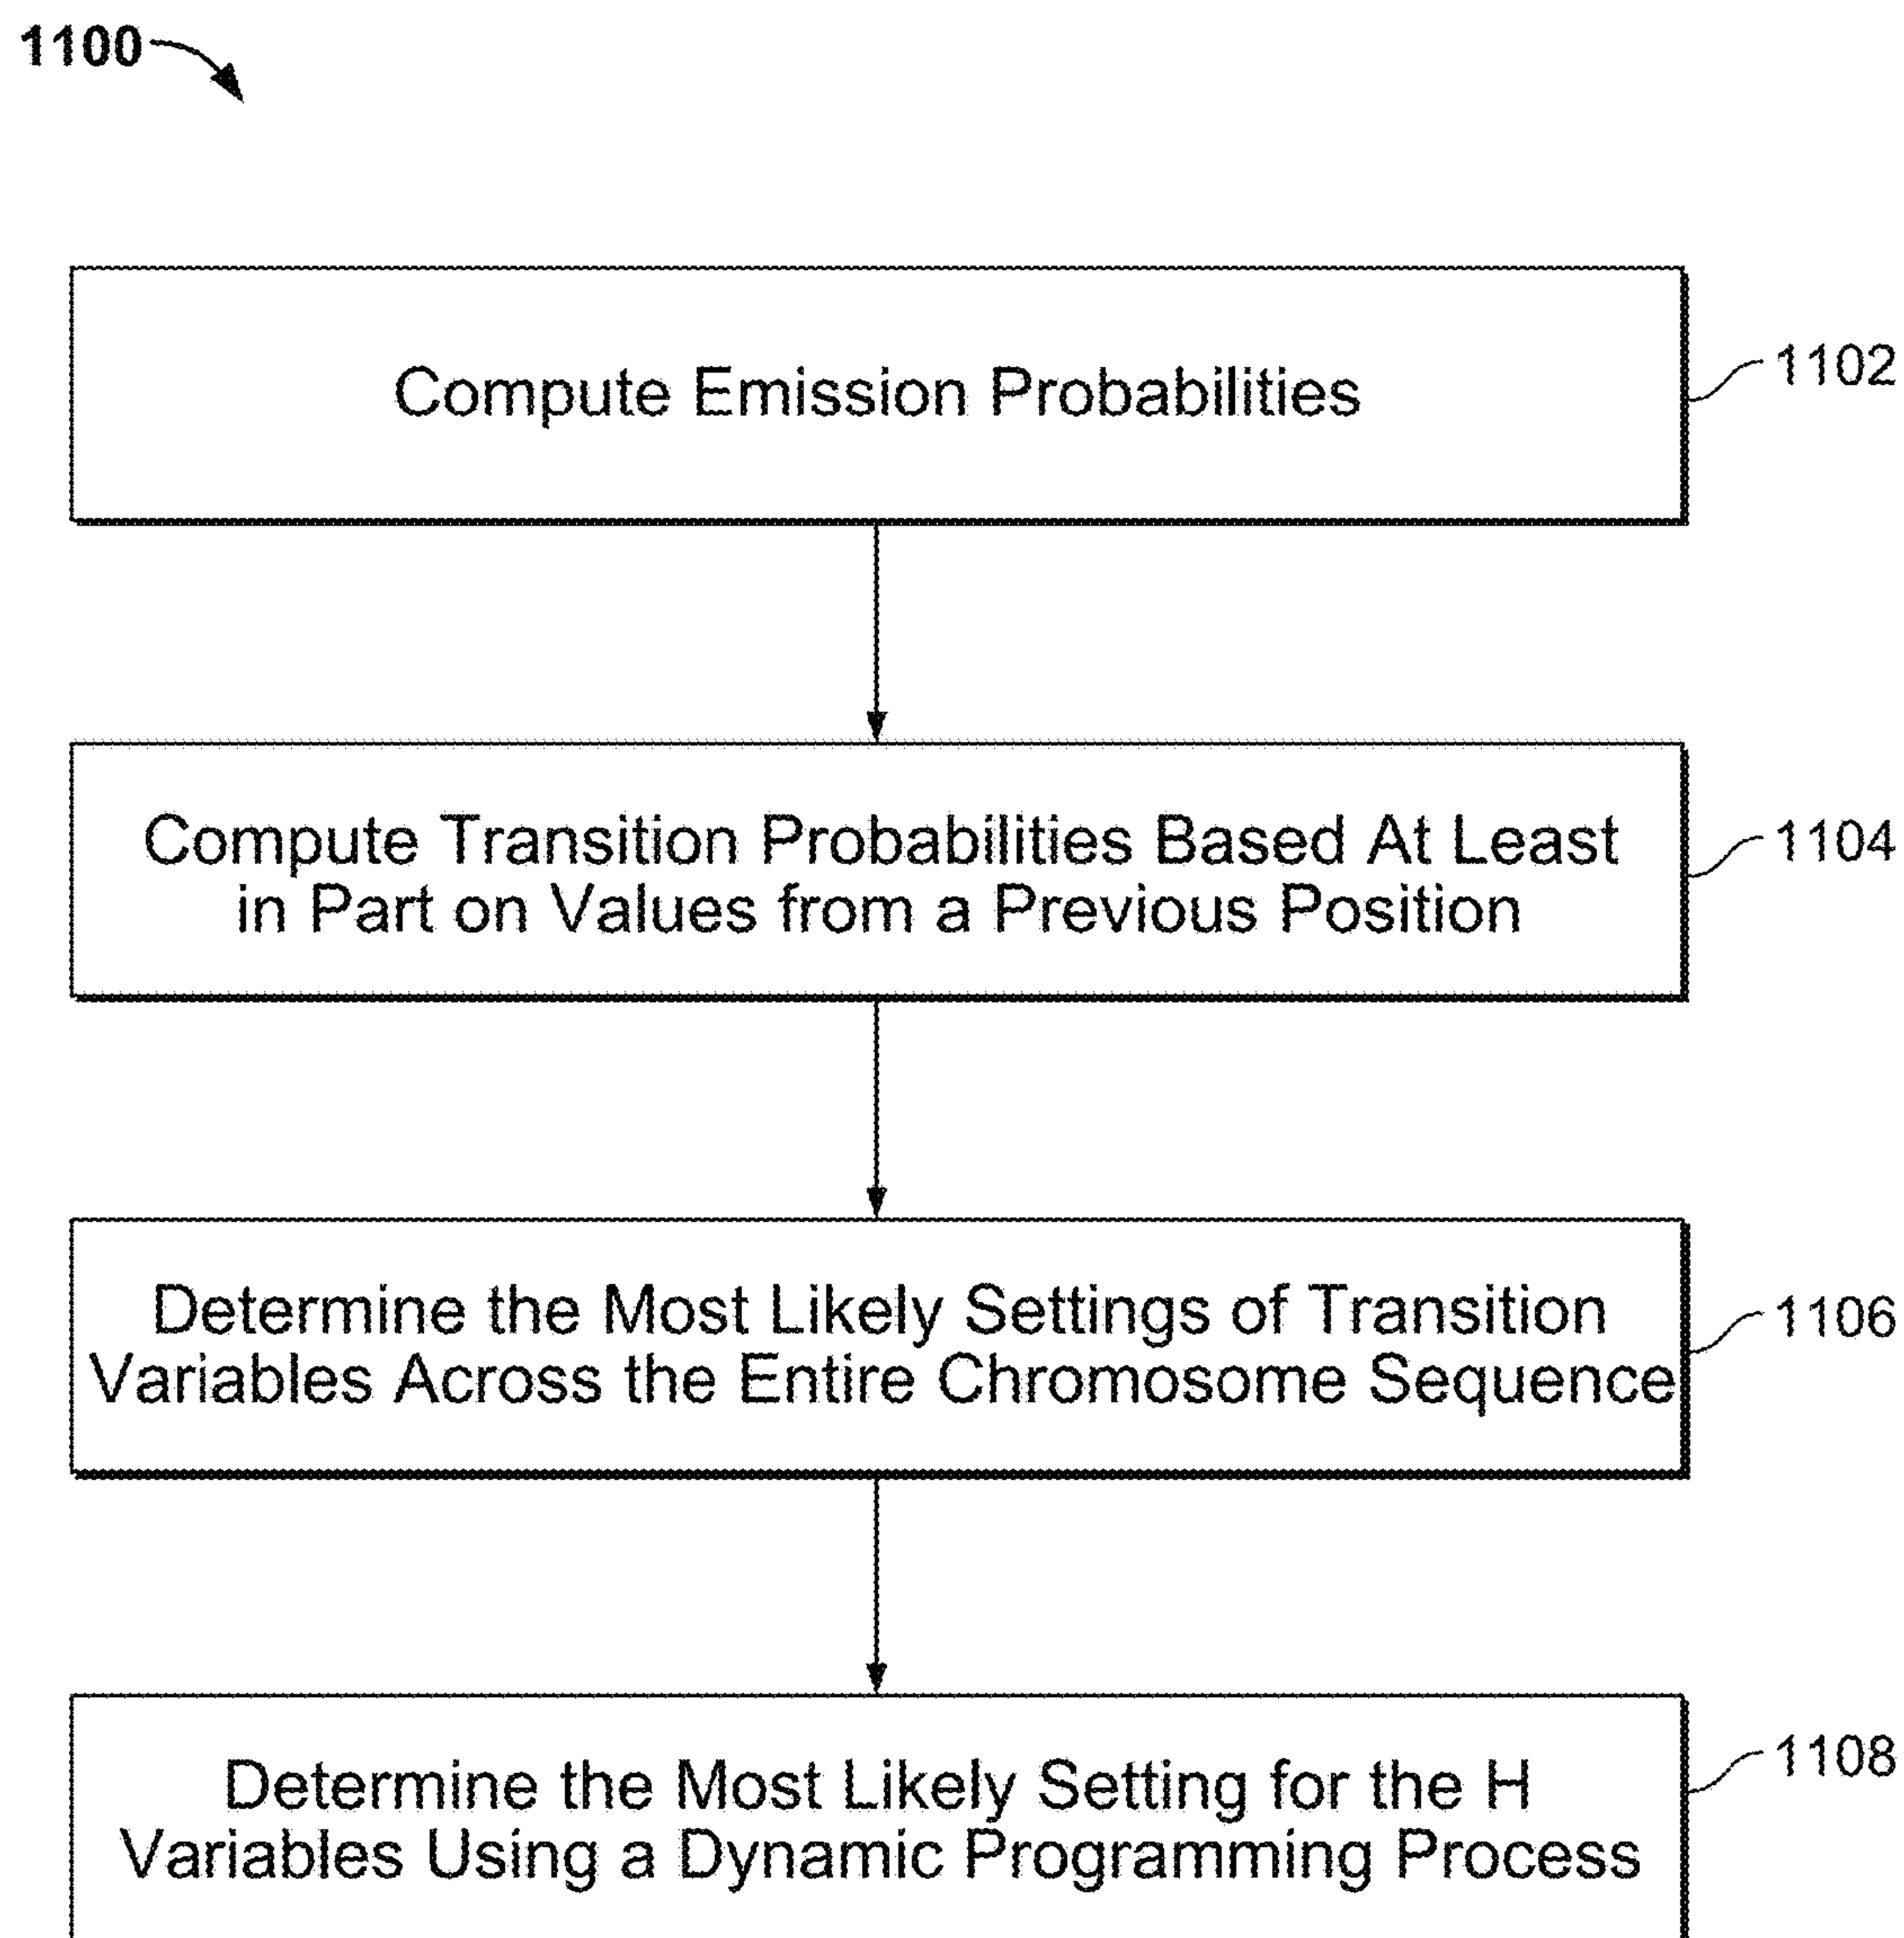 1100
Compute Emission Probabilities
1102
Compute Transition Probabilities Based At Least
in Part on Values from a Previous Position
1104
Determine the Most Likely Settings of Transition
Variables Across the Entire Chromosome Sequence
1106
Determine the Most Likely Setting for the H
Variables Using a Dynamic Programming Process
1108